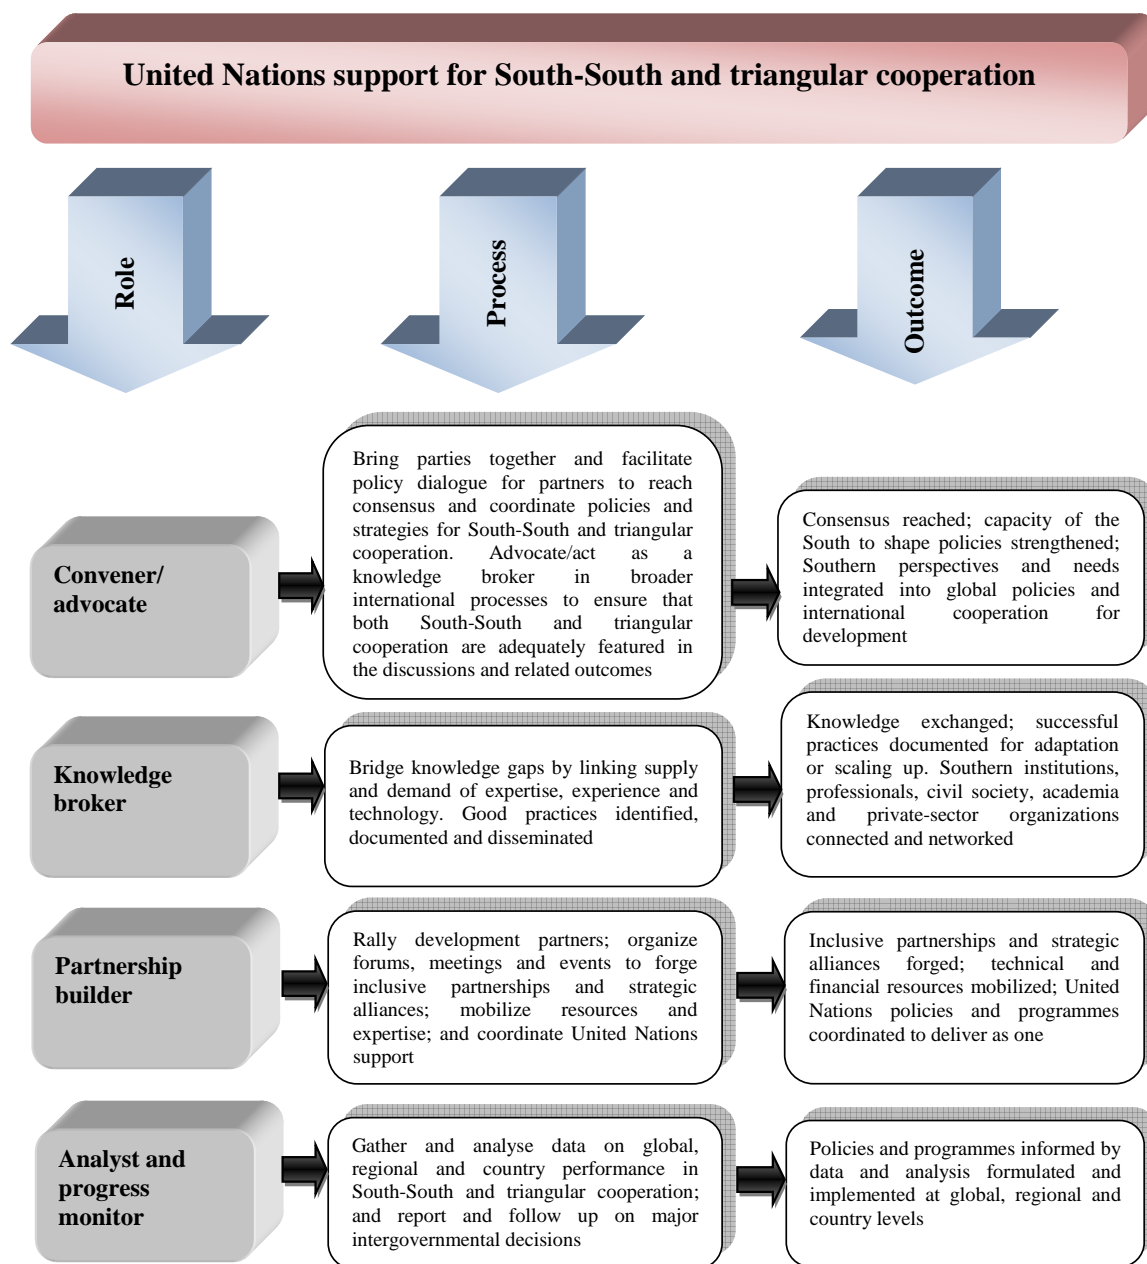 United Nations support for South-South and triangular cooperation
Role
Process
Outcome
Convener/
advocate
Bring parties together and facilitate
policy dialogue for partners to reach
consensus and coordinate policies and
strategies for South-South and triangular
cooperation. Advocate/act as a
knowledge broker in broader
international processes to ensure that
both South-South and triangular
cooperation are adequately featured in
the discussions and related outcomes
Consensus reached; capacity of the
South to shape policies strengthened;
Southern perspectives and needs
integrated into global policies and
international cooperation for
development
Knowledge
broker
Bridge knowledge gaps by linking supply
and demand of expertise, experience and
technology. Good practices identified,
documented and disseminated
Knowledge exchanged; successful
practices documented for adaptation
or scaling up. Southern institutions,
professionals, civil society, academia
and private-sector organizations
connected and networked
Partnership
builder
Rally development partners; organize
forums, meetings and events to forge
inclusive partnerships and strategic
alliances; mobilize resources and
expertise; and coordinate United Nations
support
Inclusive partnerships and strategic
alliances forged; technical and
financial resources mobilized; United
Nations policies and programmes
coordinated to deliver as one
Analyst and
progress
monitor
Gather and analyse data on global,
regional and country performance in
South-South and triangular cooperation;
and report and follow up on major
intergovernmental decisions
Policies and programmes informed by
data and analysis formulated and
implemented at global, regional and
country levels